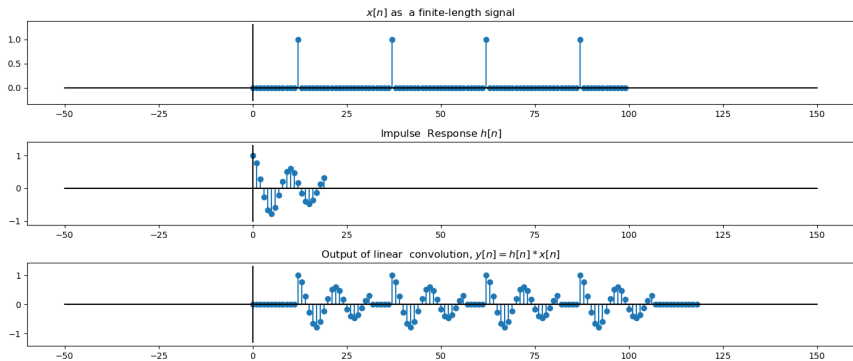 x[n] as a finite-length signal
1.0
0.5
0.0
−50 −25 0 25 50 75 100 125 150
Impulse Response h[n]
1
0
−1
−50 −25 0 25 50 75 100 125 150
Output of linear convolution, y[n] = h[n] * x[n]
1
0
−1
−50 −25 0 25 50 75 100 125 150